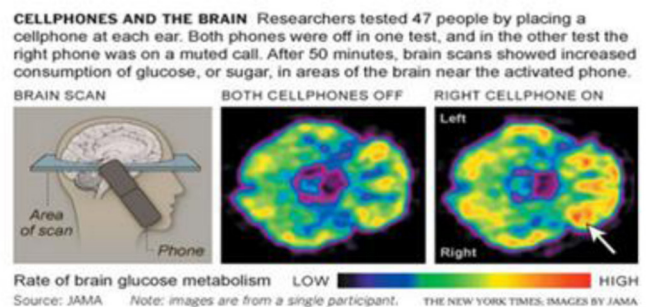 CELLPHONES AND THE BRAIN Researchers tested 47 people by placing a
cellphone at each ear. Both phones were off in one test, and in the other test the
right phone was on a muted call. After 50 minutes, brain scans showed increased
consumption of glucose, or sugar, in areas of the brain near the activated phone.
BRAIN SCAN
BOTH CELLPHONES OFF
RIGHT CELLPHONE ON
Area
of scan
Phone
Left
Right
Rate of brain glucose metabolism LOW HIGH
Source: JAMA Note: images are from a single participant. THE NEW YORK TIMES; IMAGES BY JAMA